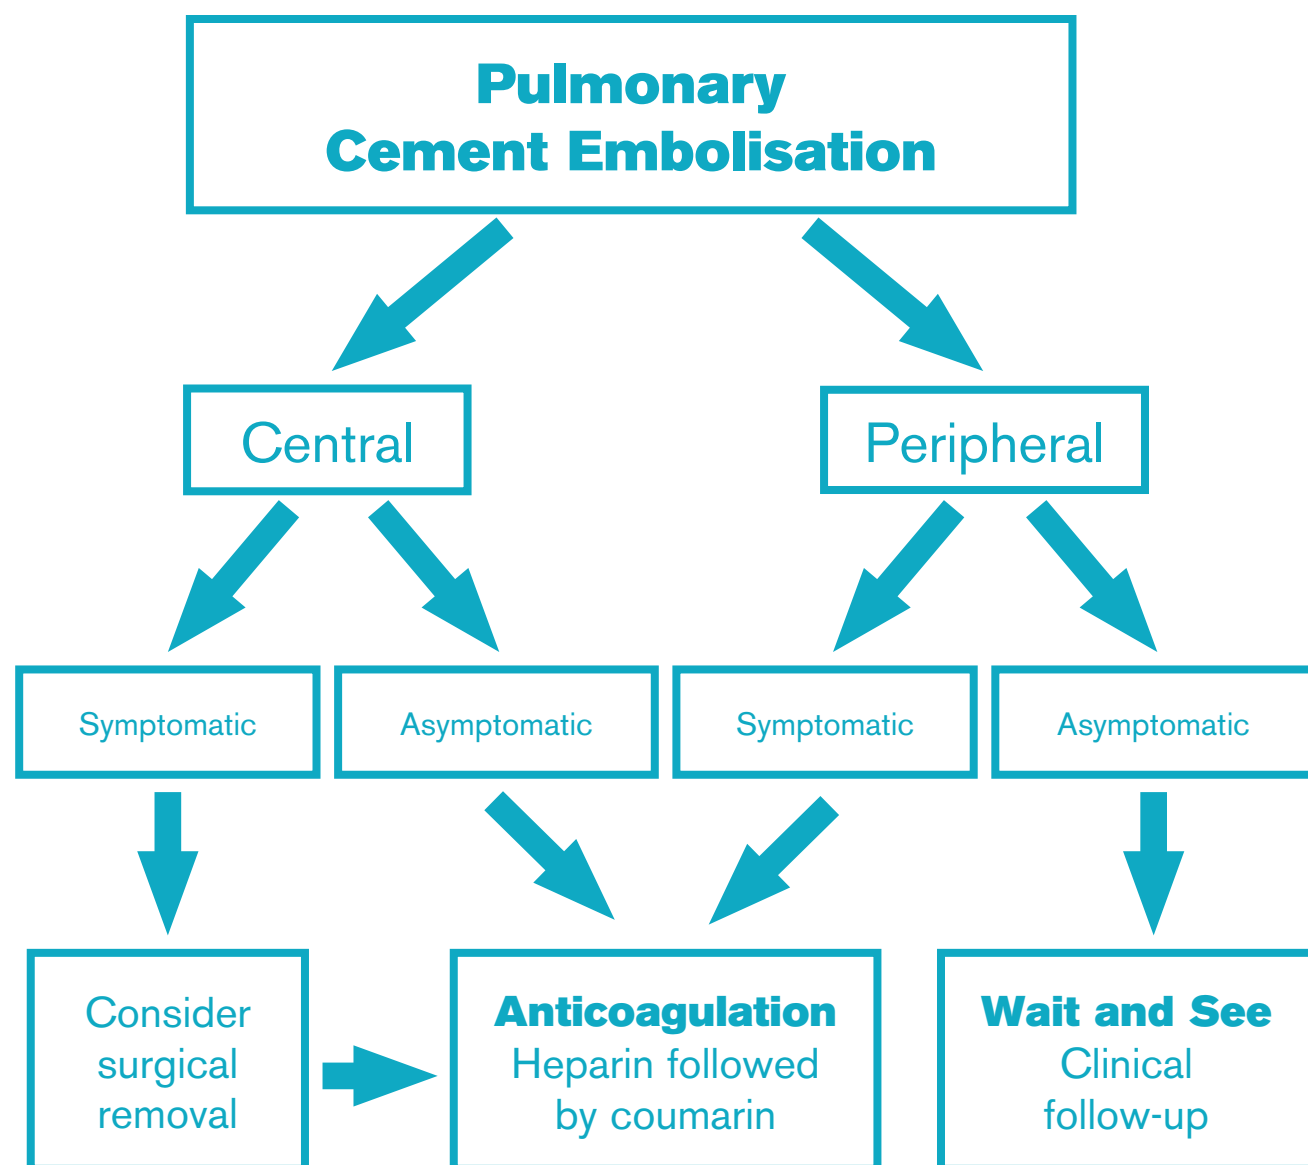 Pulmonary
Cement Embolisation
Central
Peripheral
Symptomatic
Asymptomatic
Symptomatic
Asymptomatic
Consider
surgical
removal
Anticoagulation
Heparin followed
by coumarin
Wait and See
Clinical
follow-up